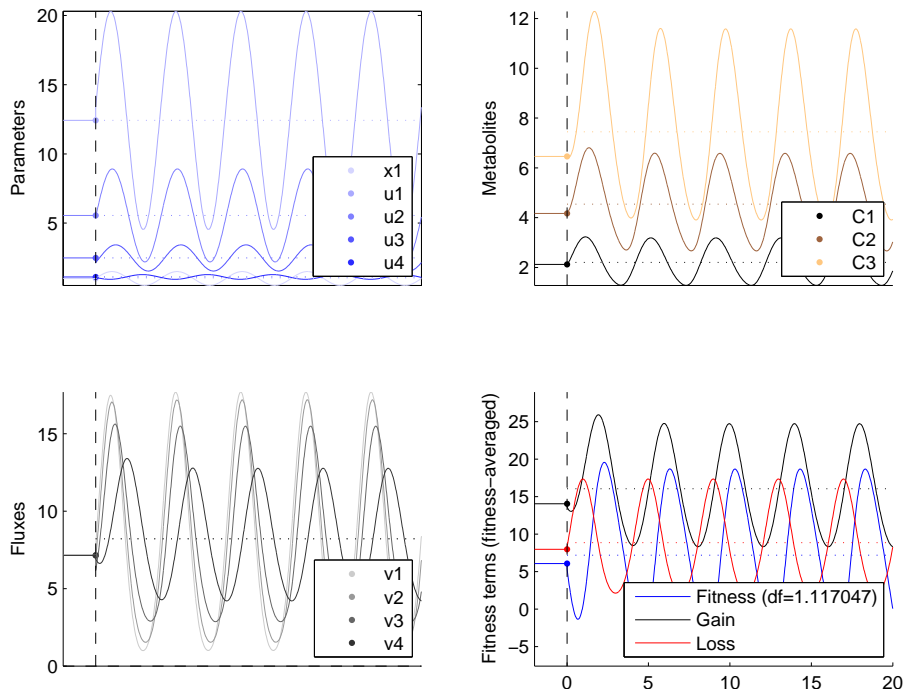 Parameters
20
15
10
5
x1
u1
u2
u3
u4
Metabolites
12
10
8
6
4
2
C1
C2
C3
Fluxes
15
10
5
0
v1
v2
v3
v4
Fitness terms (fitness−averaged)
25
20
15
10
5
0
−5
0
5
10
15
20
Fitness (df=1.117047)
Gain
Loss